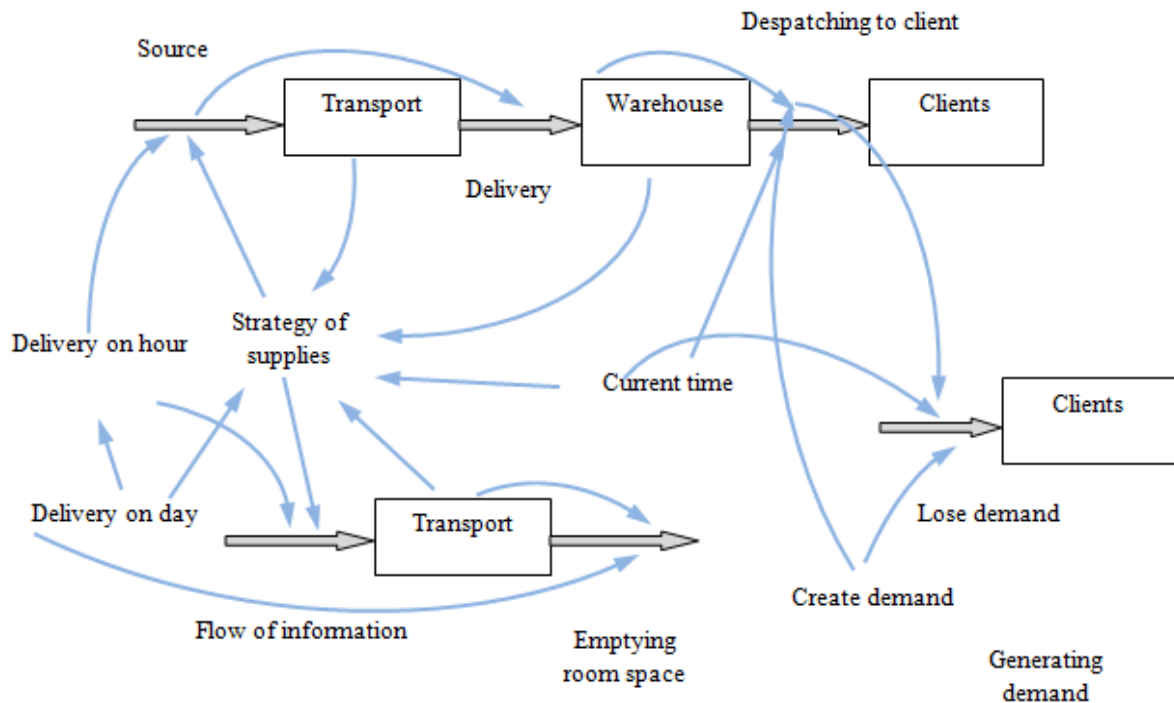 Despatching to client
Source
Transport
Warehouse
Clients
Delivery
Strategy of
supplies
Delivery on hour
Current time
Clients
Delivery on day
Transport
Lose demand
Create demand
Flow of information
Emptying
room space
Generating
demand